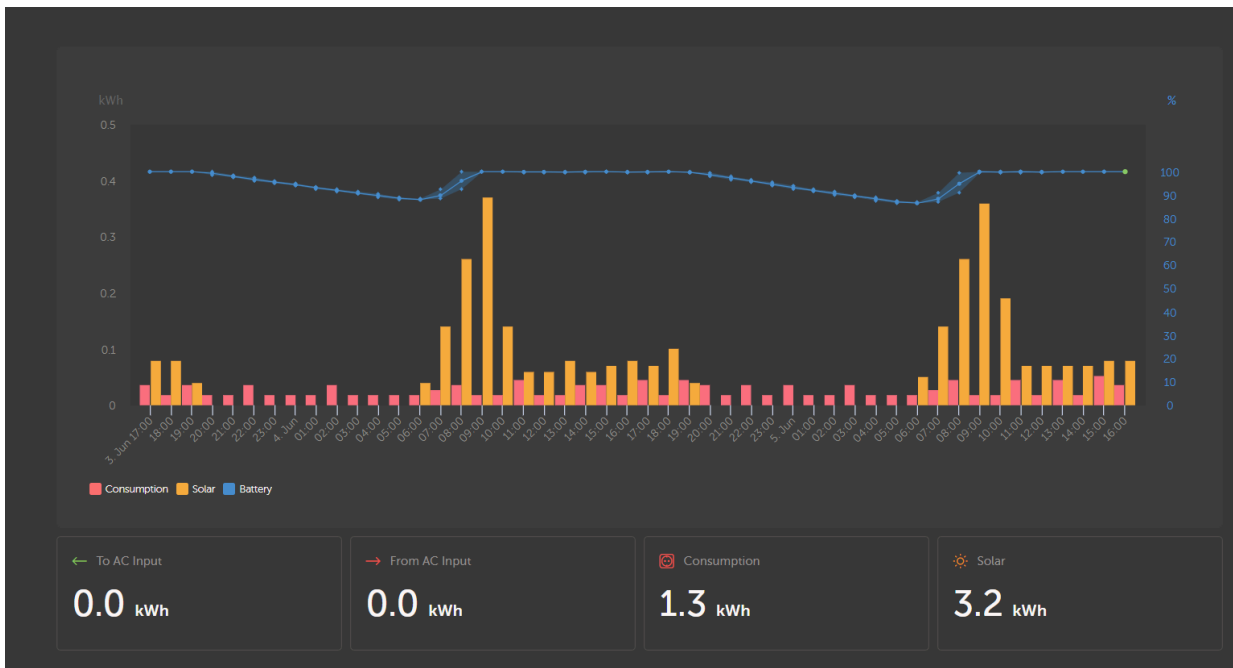 kWh
%
0.5
0.4
0.3
0.2
0.1
0
100
90
80
70
60
50
40
30
20
10
0
3. Jun 17:00 18:00 19:00 20:00 21:00 22:00 23:00 4. Jun 01:00 02:00 03:00 04:00 05:00 06:00 07:00 08:00 09:00 10:00 11:00 12:00 13:00 14:00 15:00 16:00 17:00 18:00 19:00 20:00 21:00 22:00 23:00 5. Jun 01:00 02:00 03:00 04:00 05:00 06:00 07:00 08:00 09:00 10:00 11:00 12:00 13:00 14:00 15:00 16:00
Consumption Solar Battery
To AC Input
0.0 kWh
From AC Input
0.0 kWh
Consumption
1.3 kWh
Solar
3.2 kWh